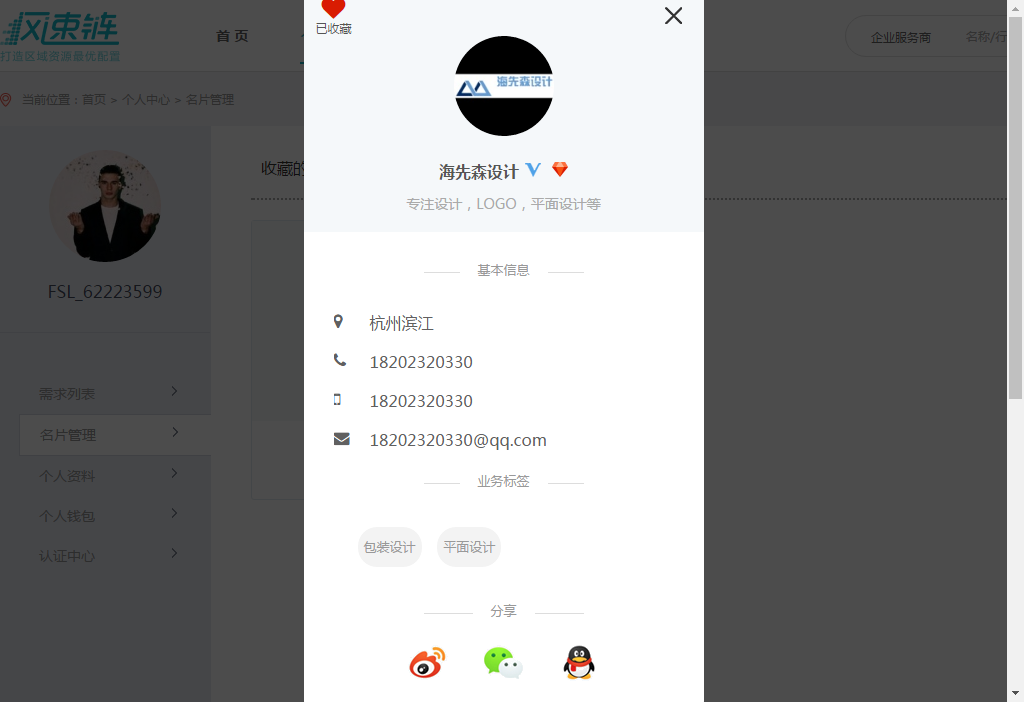 风束链
打造区域资源最优配置
首 页
企业服务商
当前位置：首页 > 个人中心 > 名片管理
FSL_62223599
需求列表
名片管理
个人资料
个人钱包
认证中心
收藏的
已收藏
海先森设计
海先森设计
专注设计，LOGO，平面设计等
基本信息
杭州滨江
18202320330
18202320330
18202320330@qq.com
业务标签
包装设计 平面设计
分享